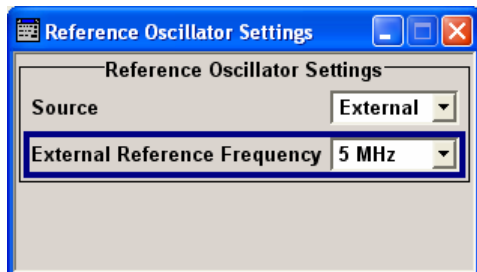 Reference Oscillator Settings
Reference Oscillator Settings
Source External
External Reference Frequency 5 MHz